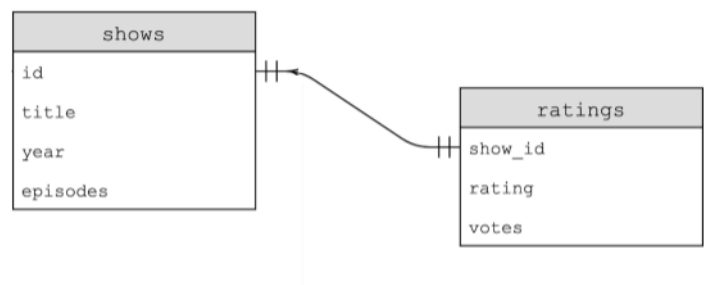 shows
id
title
year
episodes
ratings
show_id
rating
votes